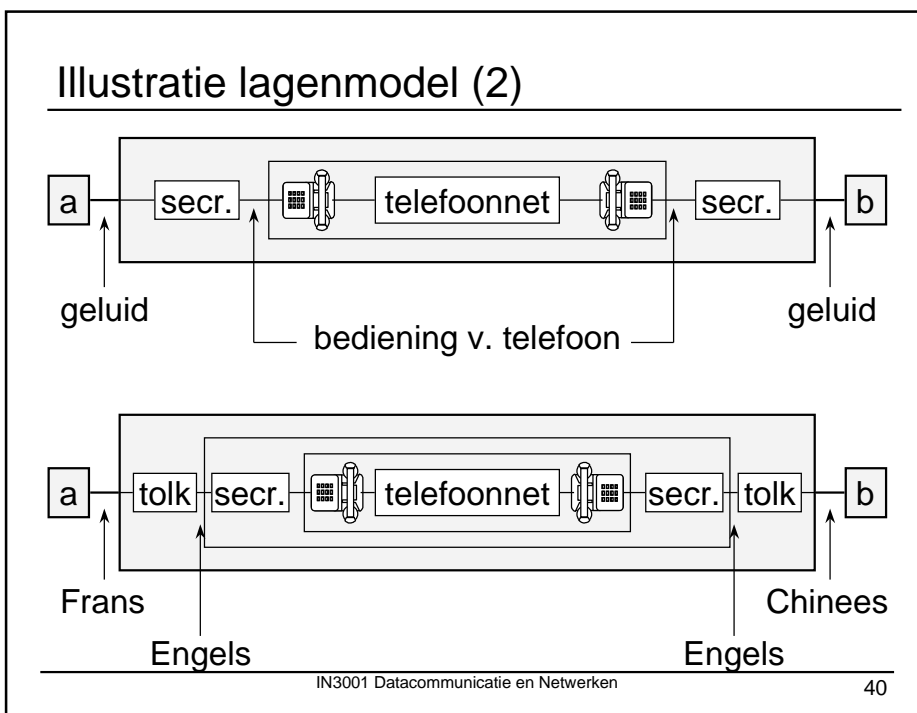 Illustratie lagenmodel (2)
a secr. telefoonnet secr. b
geluid geluid
bediening v. telefoon
a tolk secr. telefoonnet secr. tolk b
Frans Chinees
Engels Engels
IN3001 Datacommunicatie en Netwerken 40